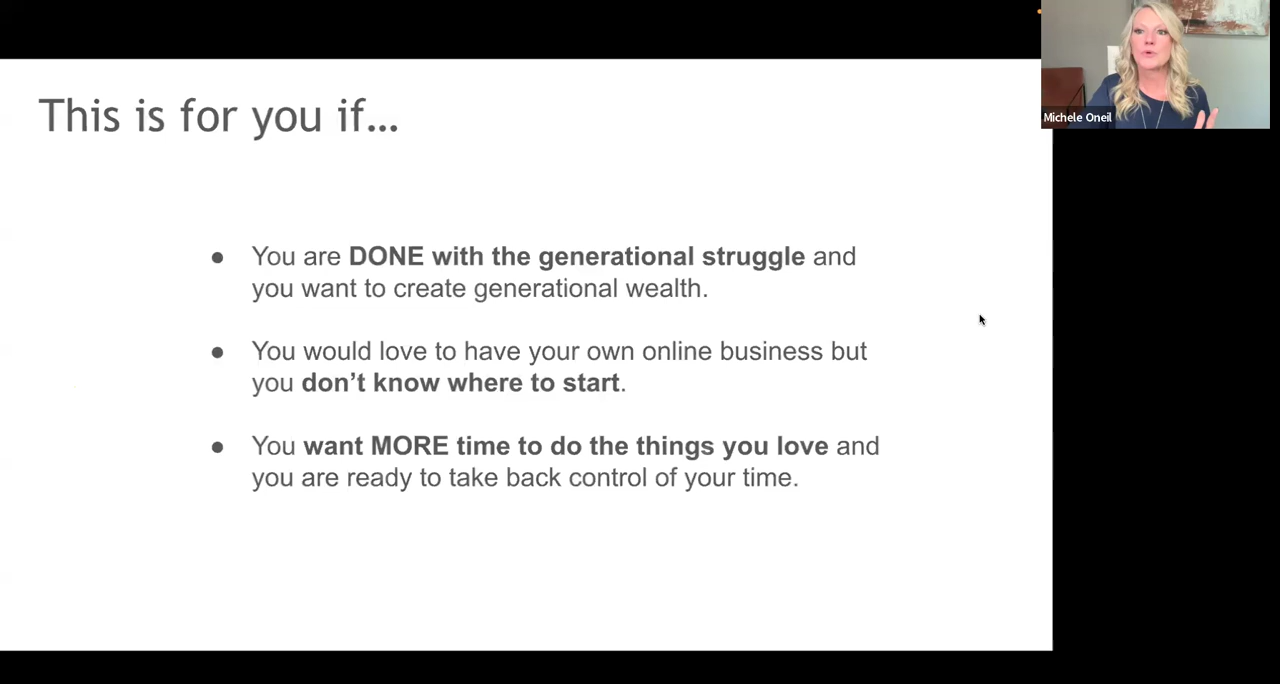 This is for you if...
Michele Oneil
● You are DONE with the generational struggle and
you want to create generational wealth.
● You would love to have your own online business but
you don’t know where to start.
● You want MORE time to do the things you love and
you are ready to take back control of your time.